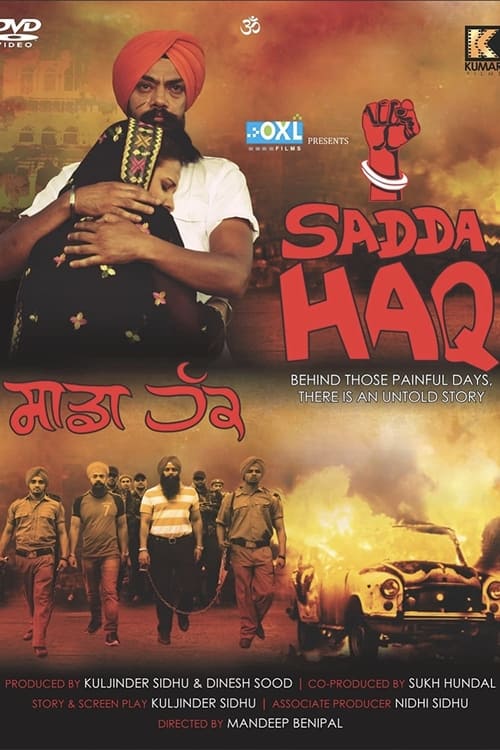 DVD
VIDEO
ॐ
K
KUMAR
FILMS
OXL
FILMS
PRESENTS
SADDA
HAQ
BEHIND THOSE PAINFUL DAYS,
THERE IS AN UNTOLD STORY
ਸਾਡਾ ਹੱਕ
7
PRODUCED BY KULJINDER SIDHU & DINESH SOOD | CO-PRODUCED BY SUKH HUNDAL
STORY & SCREEN PLAY KULJINDER SIDHU | ASSOCIATE PRODUCER NIDHI SIDHU
DIRECTED BY MANDEEP BENIPAL